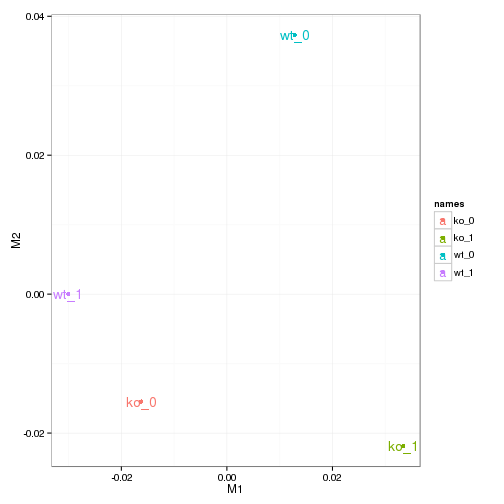 0.04
wt_0
0.02
names
a ko_0
a ko_1
a wt_0
a wt_1
M2
0.00
wt_1
ko_0
-0.02
ko_1
-0.02 0.00 0.02
M1